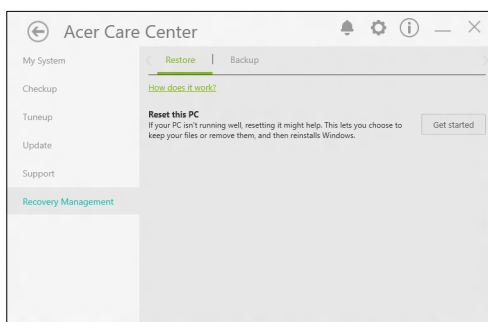 Acer Care Center
My System
Restore | Backup
Checkup
How does it work?
Tuneup
Reset this PC
If your PC isn't running well, resetting it might help. This lets you choose to
keep your files or remove them, and then reinstalls Windows.
Get started
Update
Support
Recovery Management